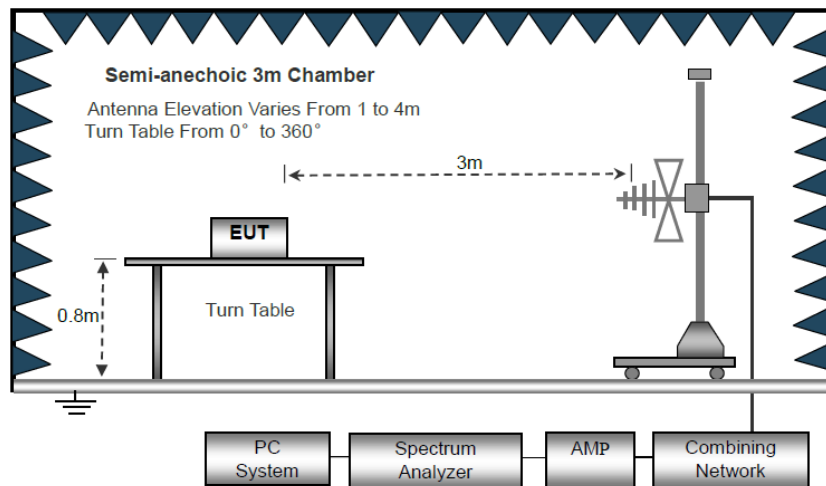 Semi-anechoic 3m Chamber
Antenna Elevation Varies From 1 to 4m
Turn Table From 0° to 360°
3m
EUT
0.8m
Turn Table
PC
System
Spectrum
Analyzer
AMP
Combining
Network